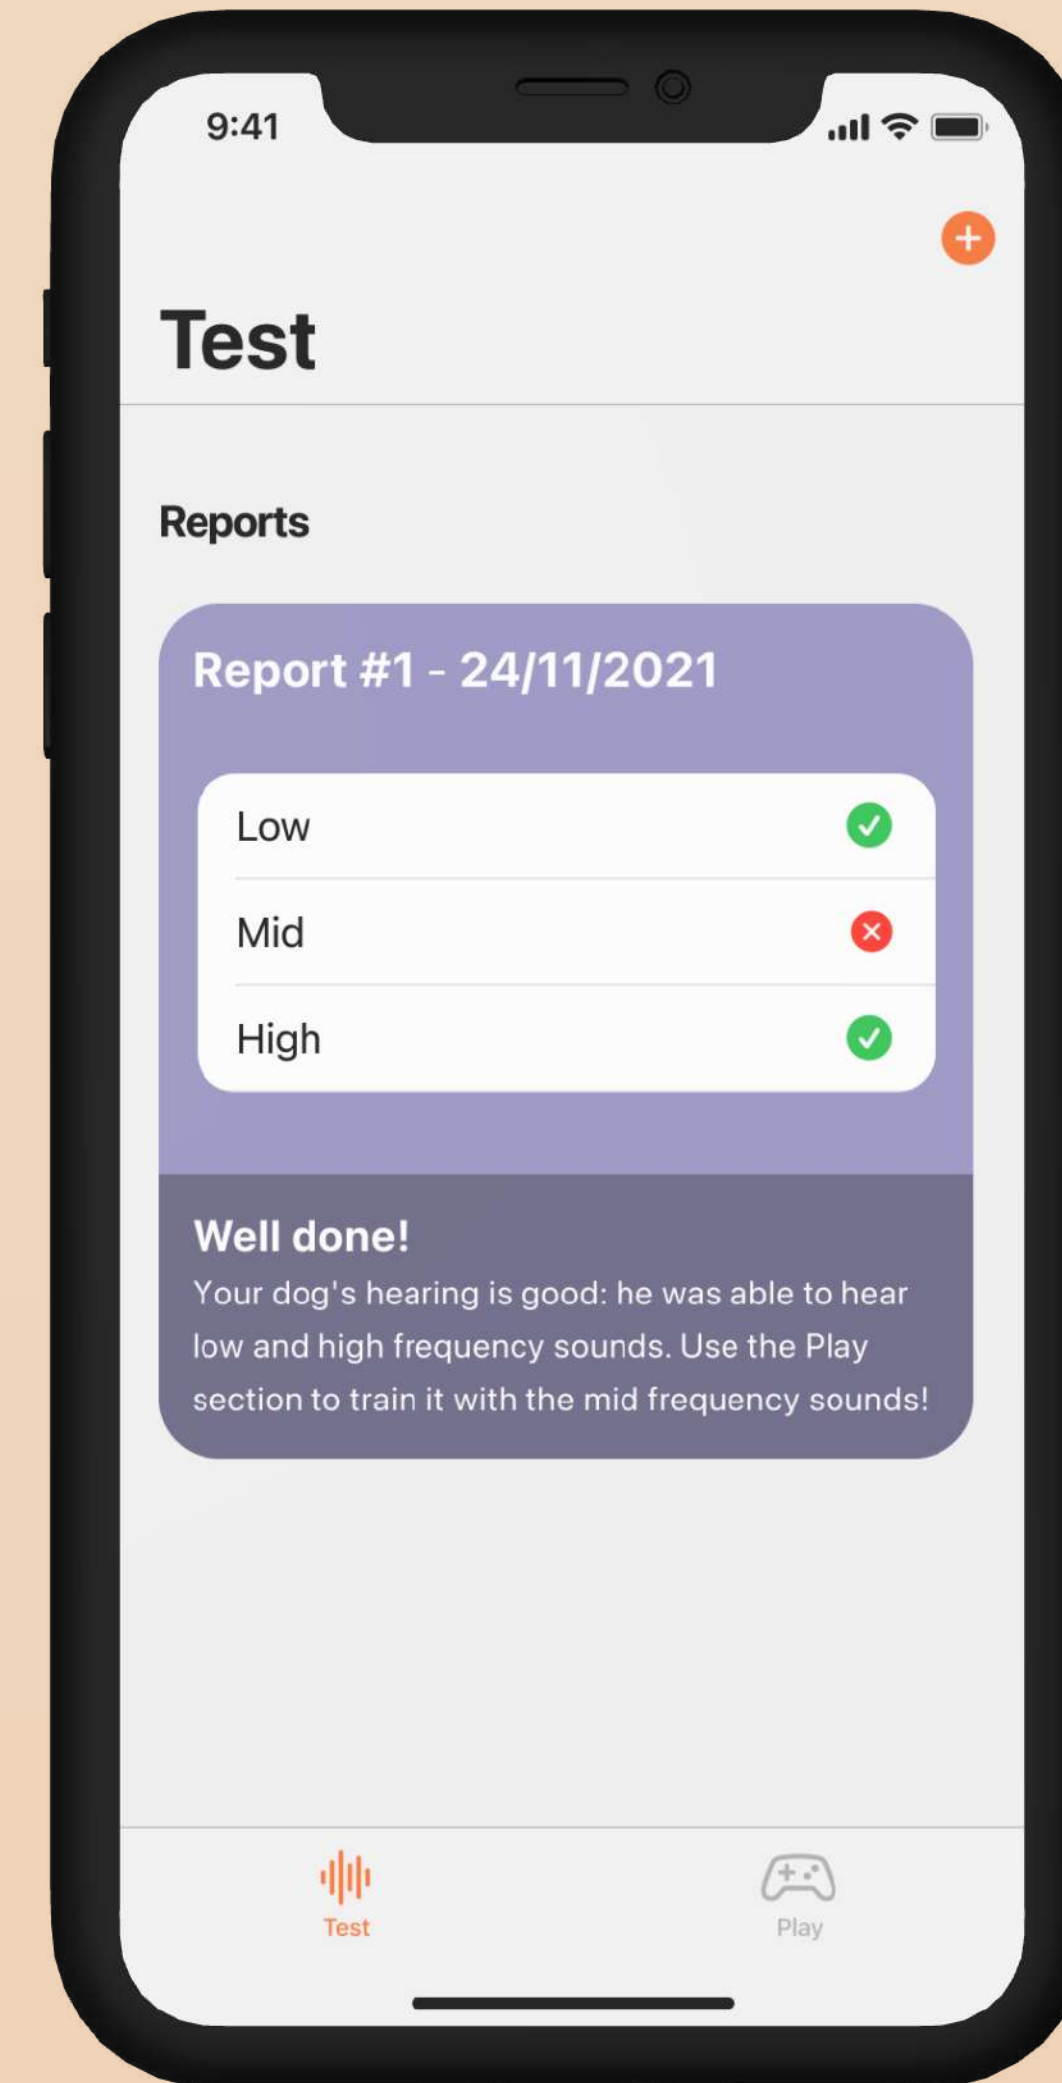 9:41
Test
Reports
Report #1 - 24/11/2021
Low
Mid
High
Well done!
Your dog's hearing is good: he was able to hear
low and high frequency sounds. Use the Play
section to train it with the mid frequency sounds!
Test
Play